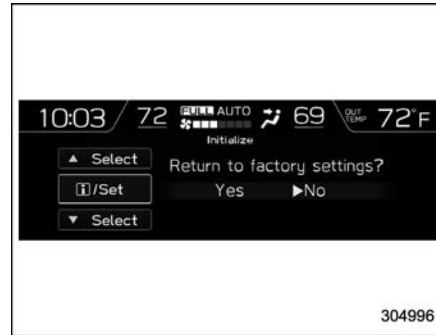 10:03 72 FULL AUTO 69 OUT TEMP 72°F
Initialize
▲ Select
Return to factory settings?
i/Set
Yes ▶No
▼ Select
304996